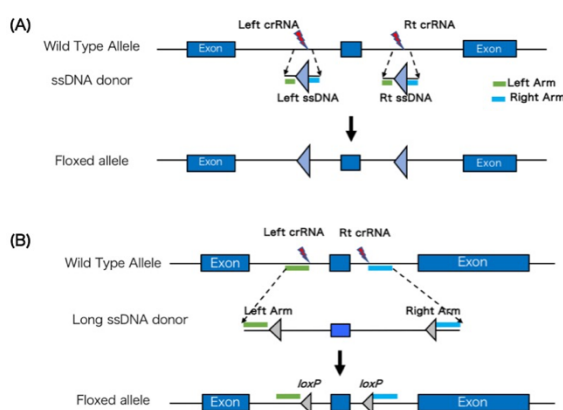 (A)
Left crRNA
Rt crRNA
Wild Type Allele
Exon
Exon
ssDNA donor
Left ssDNA
Rt ssDNA
Left Arm
Right Arm
Floxed allele
Exon
Exon
(B)
Left crRNA
Rt crRNA
Wild Type Allele
Exon
Exon
Left Arm
Right Arm
Long ssDNA donor
loxP
loxP
Floxed allele
Exon
Exon